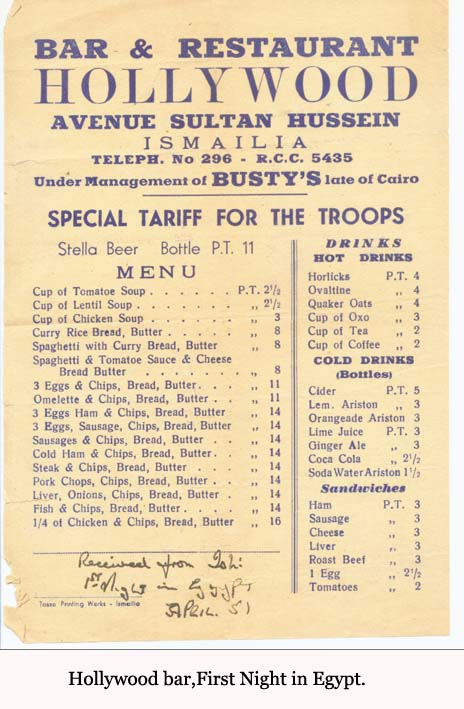 BAR & RESTAURANT
HOLLYWOOD
AVENUE SULTAN HUSSEIN
ISMAILIA
TELEPH. No 296 - R.C.C. 5435
Under Management of BUSTY'S late of Cairo
SPECIAL TARIFF FOR THE TROOPS
Stella Beer Bottle P.T. 11
MENU
Cup of Tomatoe Soup . . . . . . P.T. 2½
Cup of Lentil Soup . . . . . . „ 2½
Cup of Chicken Soup . . . . . „ 3
Curry Rice Bread, Butter . . . . . „ 8
Spaghetti with Curry Bread, Butter „ 8
Spaghetti & Tomatoe Sauce & Cheese
Bread Butter . . . . . . „ 8
3 Eggs & Chips, Bread, Butter . . . „ 11
Omelette & Chips, Bread, Butter . . „ 11
3 Eggs Ham & Chips, Bread, Butter „ 14
3 Eggs, Sausage, Chips, Bread, Butter „ 14
Sausages & Chips, Bread, Butter . . „ 14
Cold Ham & Chips, Bread, Butter . „ 14
Steak & Chips, Bread, Butter . . „ 14
Pork Chops, Chips, Bread, Butter . „ 14
Liver, Onions, Chips, Bread, Butter . „ 14
Fish & Chips, Bread, Butter . . . „ 14
1/4 of Chicken & Chips, Bread, Butter „ 16
DRINKS
HOT DRINKS
Horlicks P.T. 4
Ovaltine „ 4
Quaker Oats „ 4
Cup of Oxo „ 3
Cup of Tea „ 2
Cup of Coffee „ 2
COLD DRINKS
(Bottles)
Cider P.T. 5
Lem. Ariston „ 3
Orangeade Ariston 3
Lime Juice P.T. 3
Ginger Ale „ 3
Coca Cola „ 2½
Soda Water Ariston 1½
Sandwiches
Ham P.T. 3
Sausage „ 3
Cheese „ 3
Liver „ 3
Roast Beef „ 3
1 Egg „ 2½
Tomatoes „ 2
Received from
1st Night in Egypt
APRIL. 51
Printing Works - Ismailia
Hollywood bar,First Night in Egypt.